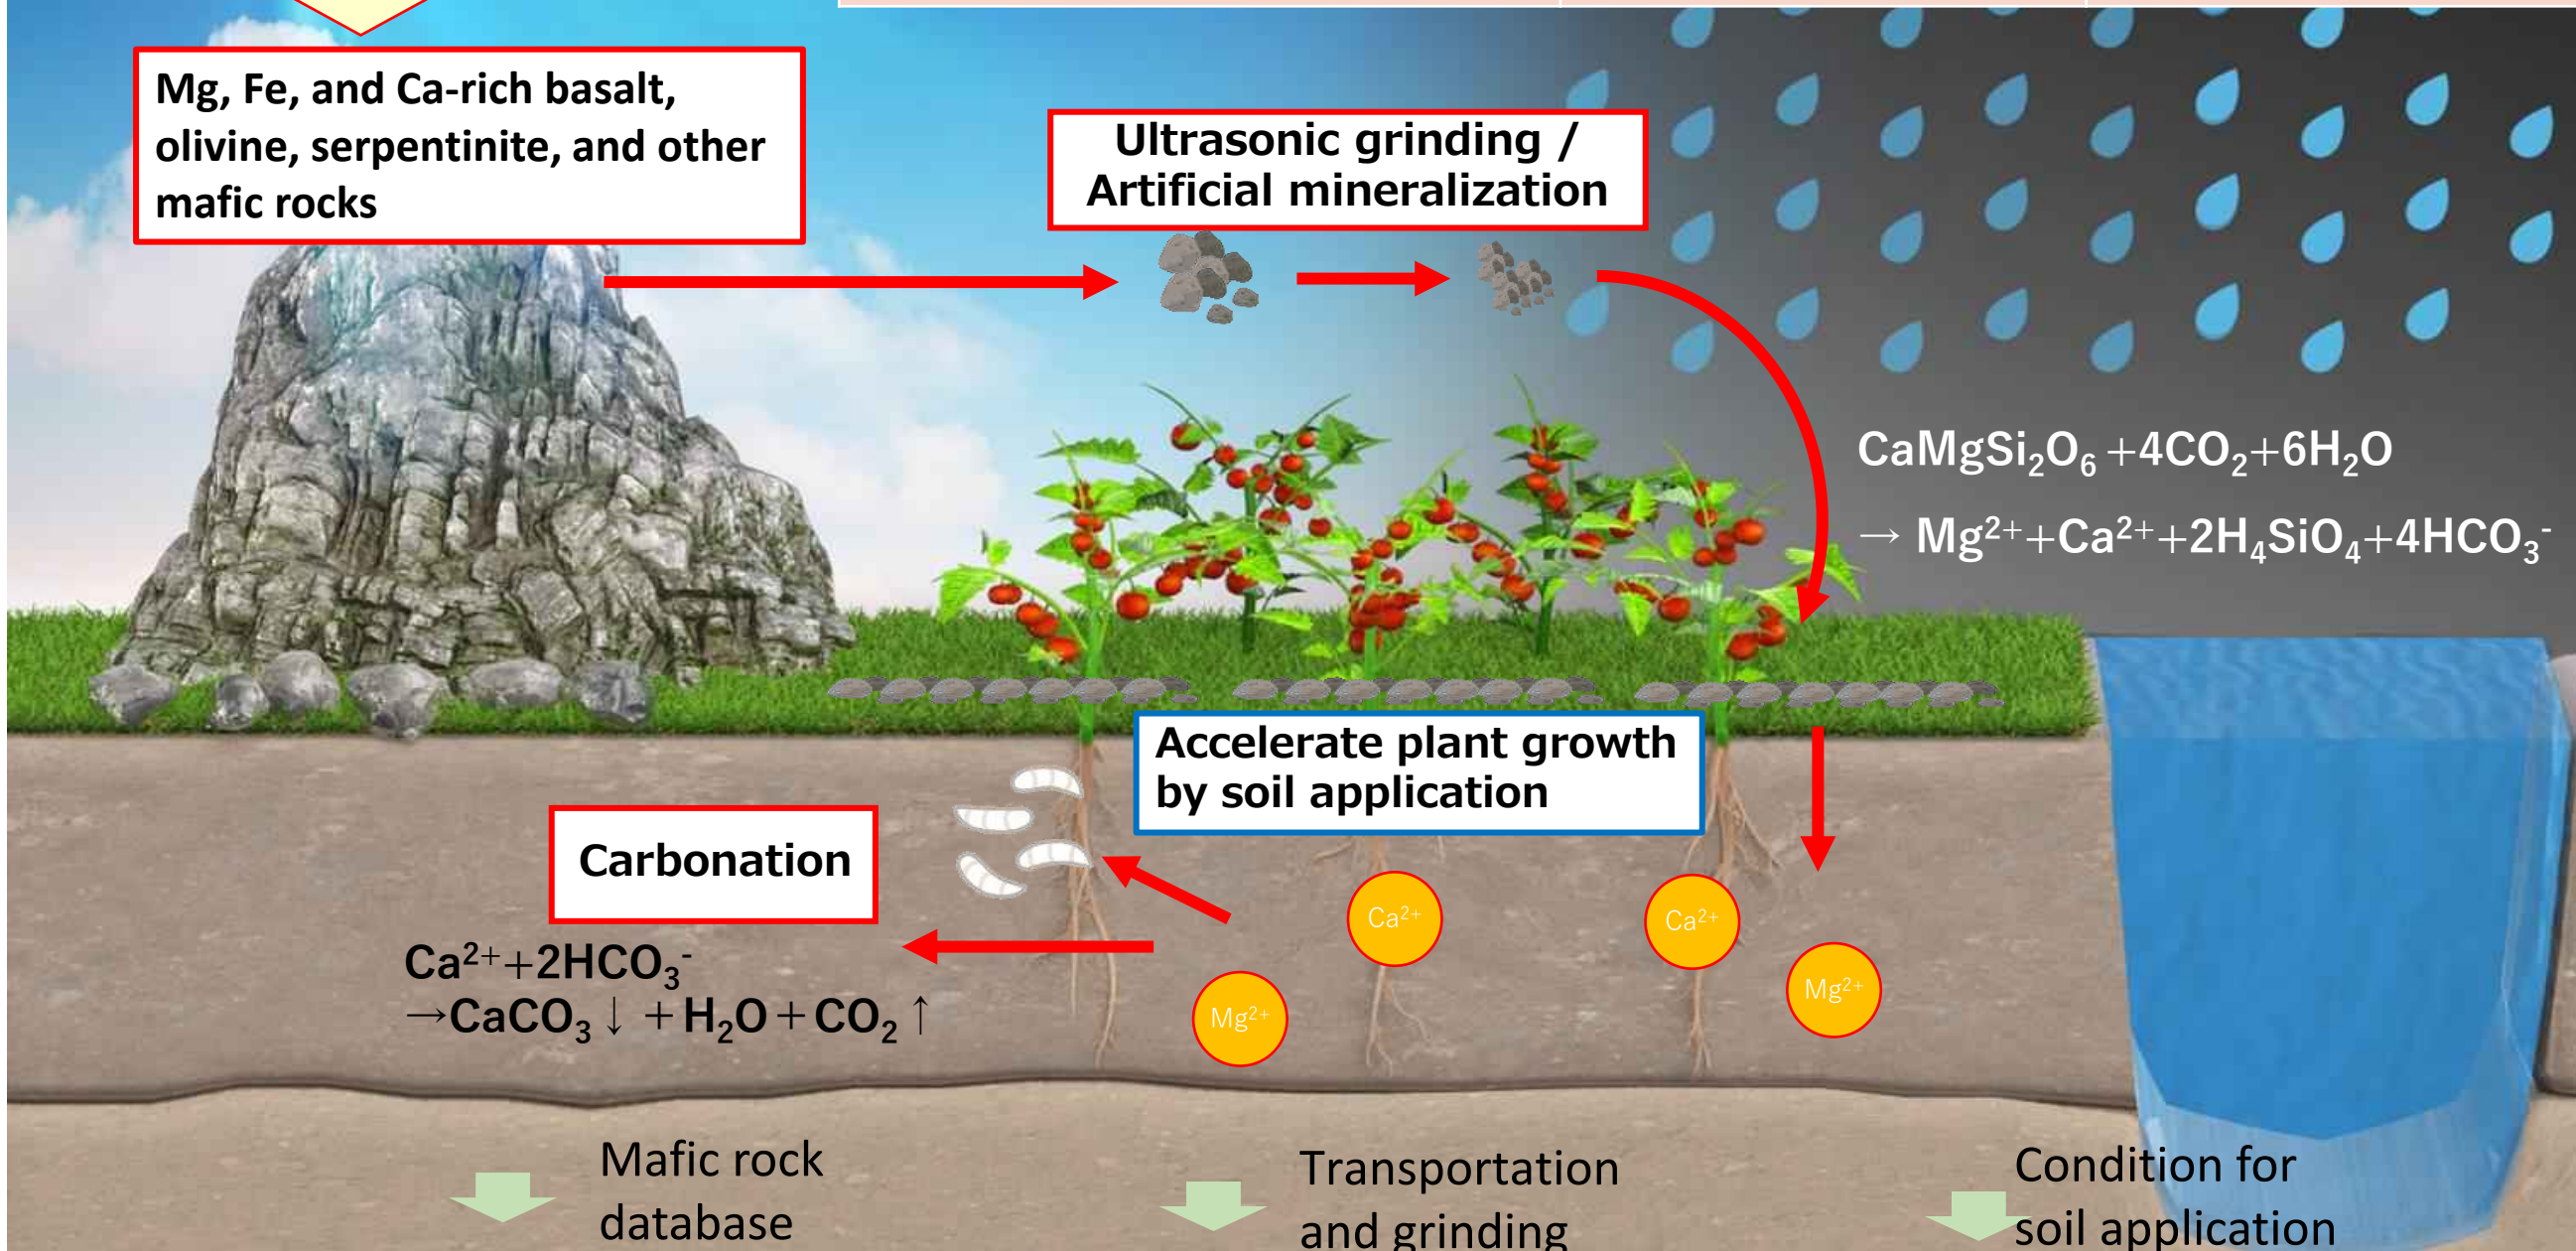 Mg, Fe, and Ca-rich basalt,
olivine, serpentinite, and other
mafic rocks
Ultrasonic grinding /
Artificial mineralization
CaMgSi₂O₆ +4CO₂+6H₂O
→ Mg²⁺+Ca²⁺+2H₄SiO₄+4HCO₃⁻
Accelerate plant growth
by soil application
Carbonation
Ca²⁺+2HCO₃⁻
→CaCO₃ ↓ + H₂O + CO₂ ↑
Ca²⁺
Ca²⁺
Mg²⁺
Mg²⁺
Mafic rock
database
Transportation
and grinding
Condition for
soil application